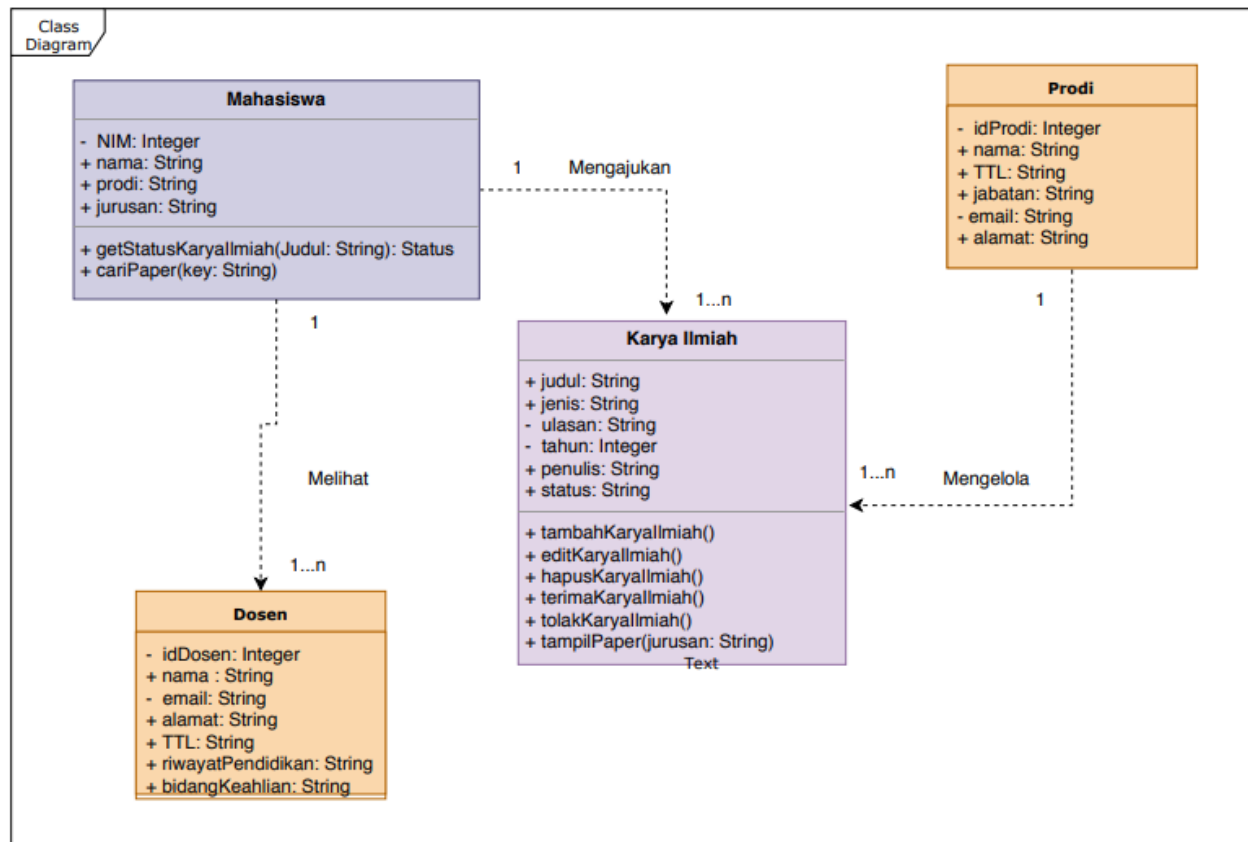 Class
Diagram
Mahasiswa
- NIM: Integer
+ nama: String
+ prodi: String
+ jurusan: String
+ getStatusKaryaIlmiah(Judul: String): Status
+ cariPaper(key: String)
1
Mengajukan
1...n
Prodi
- idProdi: Integer
+ nama: String
+ TTL: String
+ jabatan: String
- email: String
+ alamat: String
1
Mengelola
1...n
Karya Ilmiah
+ judul: String
+ jenis: String
- ulasan: String
- tahun: Integer
+ penulis: String
+ status: String
+ tambahKaryaIlmiah()
+ editKaryaIlmiah()
+ hapusKaryaIlmiah()
+ terimaKaryaIlmiah()
+ tolakKaryaIlmiah()
+ tampilPaper(jurusan: String)
Text
1
Melihat
1...n
Dosen
- idDosen: Integer
+ nama : String
- email: String
+ alamat: String
+ TTL: String
+ riwayatPendidikan: String
+ bidangKeahlian: String